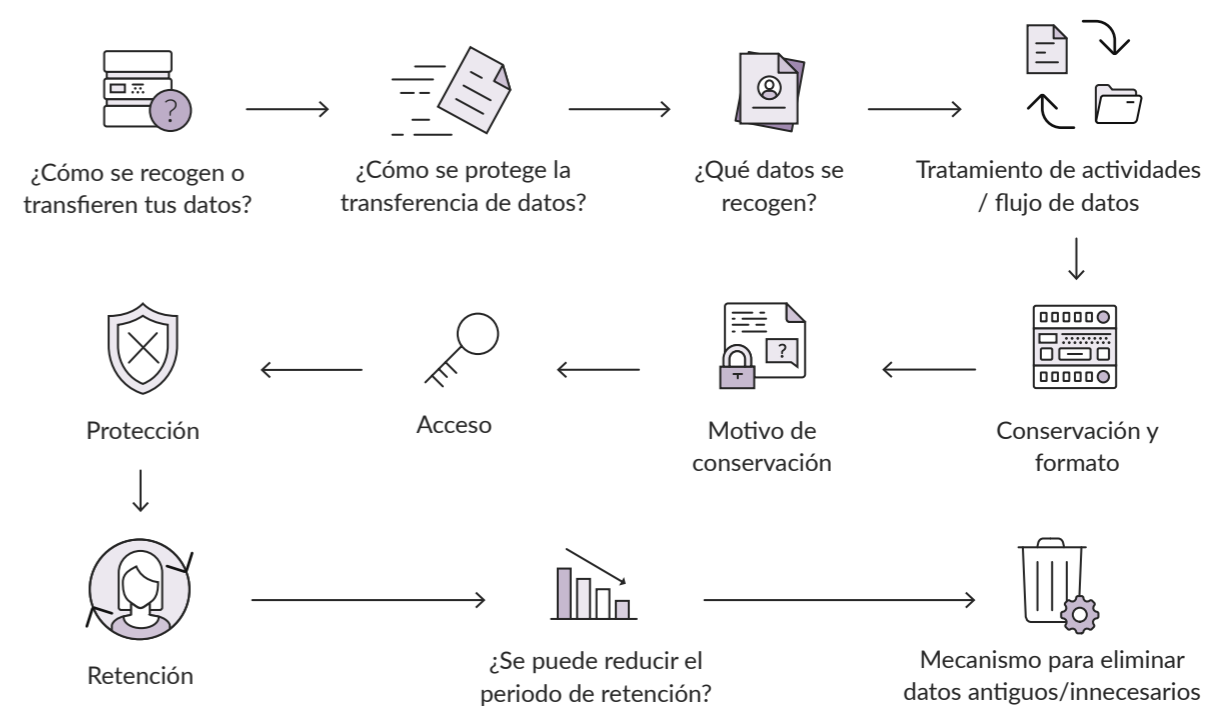 ¿Cómo se recogen o
transfieren tus datos?
¿Cómo se protege la
transferencia de datos?
¿Qué datos se
recogen?
Tratamiento de actividades
/ flujo de datos
Conservación y
formato
Motivo de
conservación
Acceso
Protección
Retención
¿Se puede reducir el
periodo de retención?
Mecanismo para eliminar
datos antiguos/innecesarios